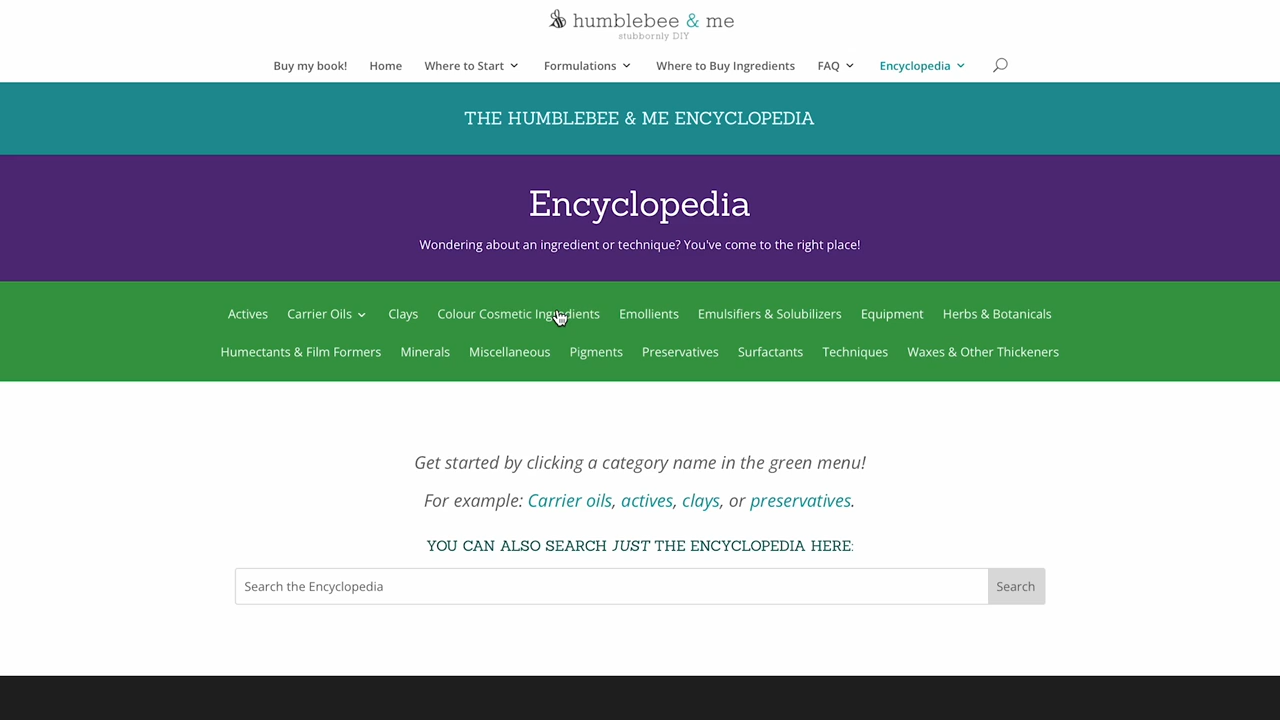 humblebee & me
stubbornly DIY
Buy my book! Home Where to Start Formulations Where to Buy Ingredients FAQ Encyclopedia
THE HUMBLEBEE & ME ENCYCLOPEDIA
Encyclopedia
Wondering about an ingredient or technique? You've come to the right place!
Actives Carrier Oils Clays Colour Cosmetic Ingredients Emollients Emulsifiers & Solubilizers Equipment Herbs & Botanicals
Humectants & Film Formers Minerals Miscellaneous Pigments Preservatives Surfactants Techniques Waxes & Other Thickeners
Get started by clicking a category name in the green menu!
For example: Carrier oils, actives, clays, or preservatives.
YOU CAN ALSO SEARCH JUST THE ENCYCLOPEDIA HERE:
Search the Encyclopedia Search